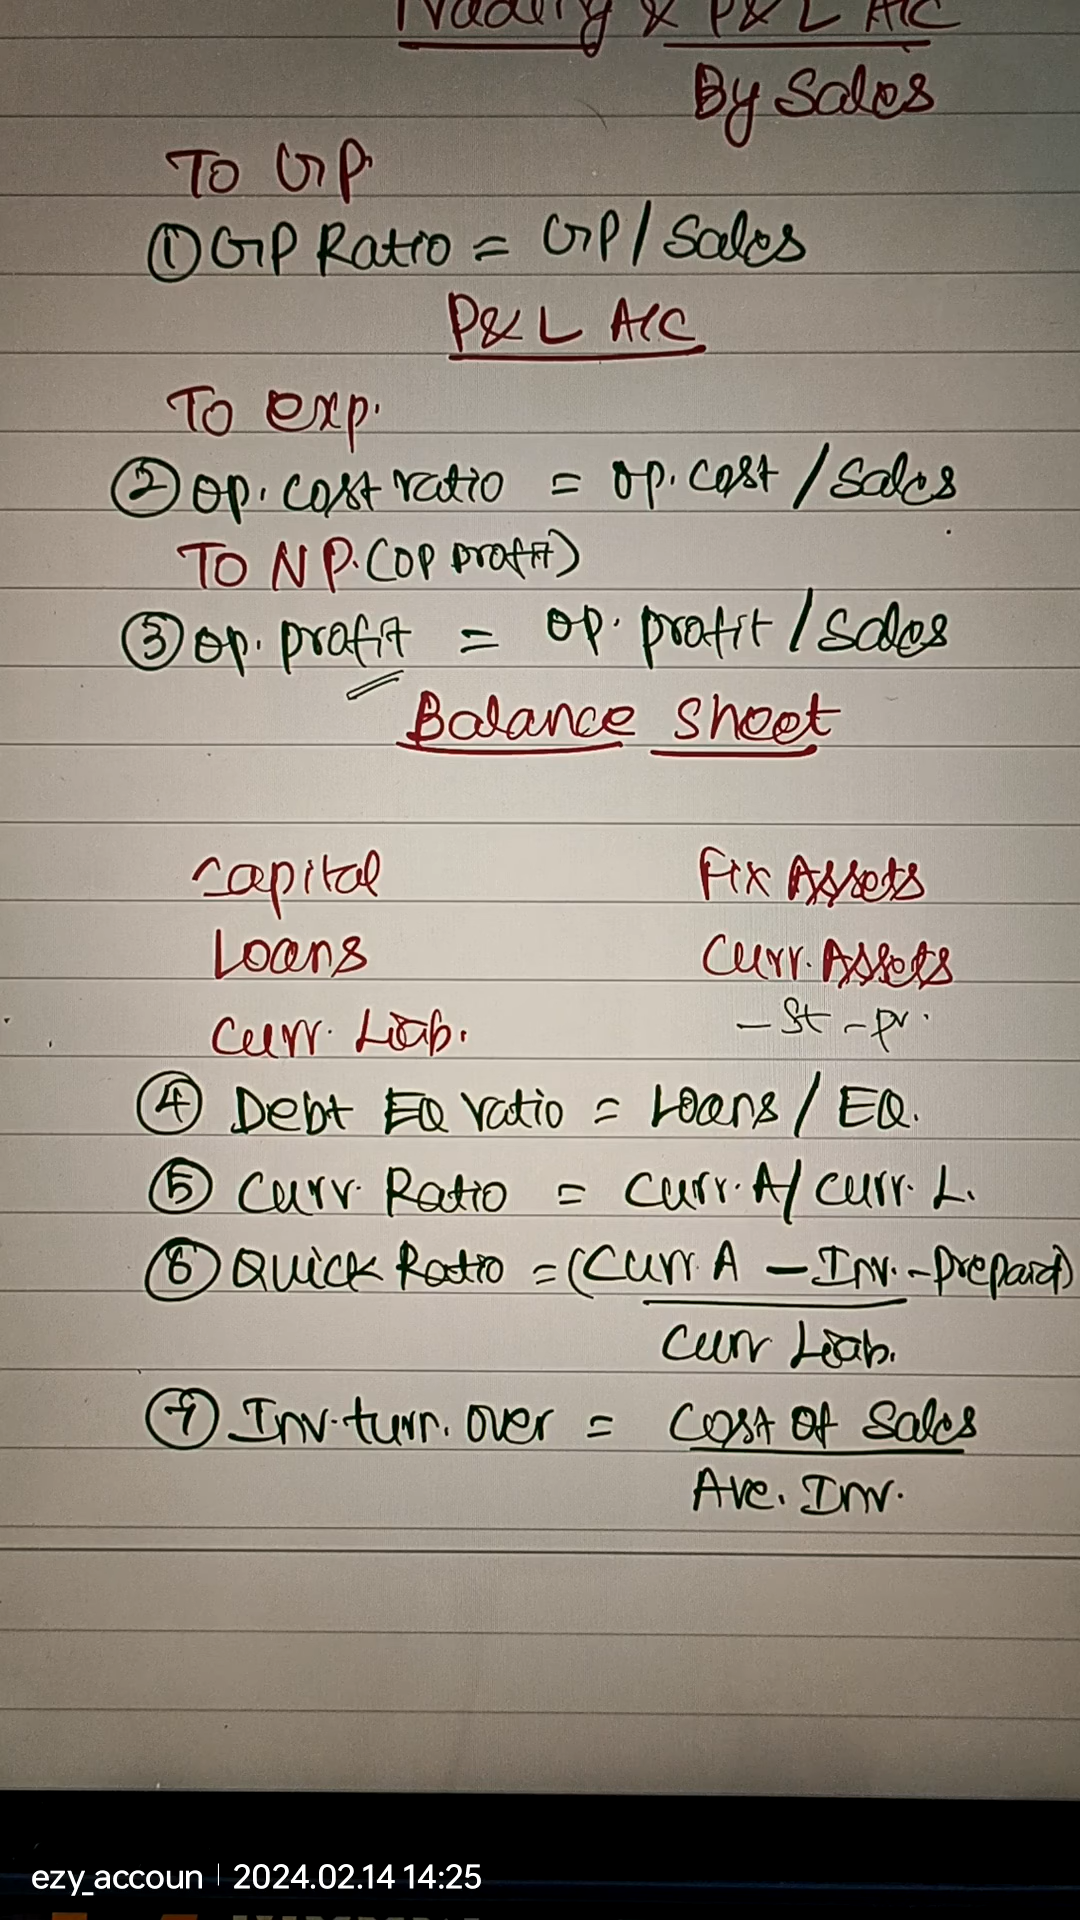 Trading & P&L A/C
By Sales
To GP.
① GP Ratio = GP / Sales
P&L A/C
To exp.
② op. cost ratio = op. cost / Sales
To NP. (op profit)
③ op. profit = op. profit / Sales
Balance Sheet
Capital Fix Assets
Loans Curr. Assets
Curr. Liab. - St - pr.
④ Debt EQ ratio = Loans / EQ.
⑤ Curr. Ratio = Curr. A / Curr. L.
⑥ Quick Ratio = (Curr A - Inv. - Prepaid)
Curr Liab.
⑦ Inv. turn. over = Cost of Sales
Ave. Inv.
ezy_accoun | 2024.02.14 14:25